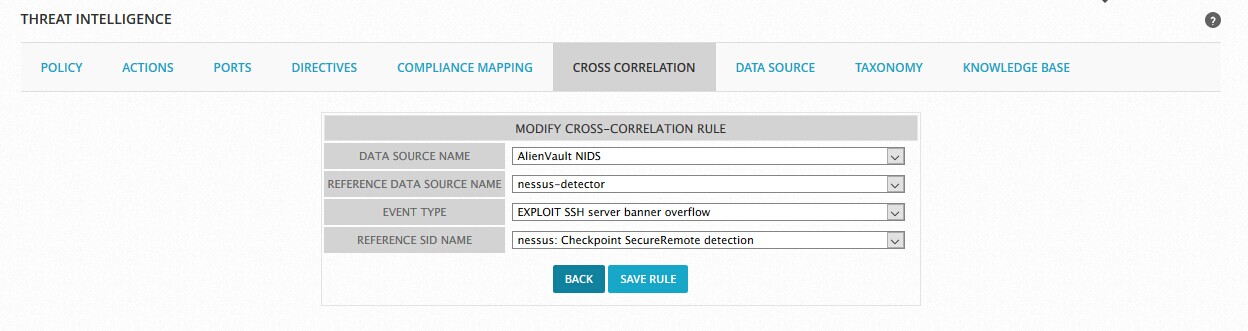 THREAT INTELLIGENCE
?
POLICY ACTIONS PORTS DIRECTIVES COMPLIANCE MAPPING CROSS CORRELATION DATA SOURCE TAXONOMY KNOWLEDGE BASE
MODIFY CROSS-CORRELATION RULE
DATA SOURCE NAME AlienVault NIDS
REFERENCE DATA SOURCE NAME nessus-detector
EVENT TYPE EXPLOIT SSH server banner overflow
REFERENCE SID NAME nessus: Checkpoint SecureRemote detection
BACK SAVE RULE